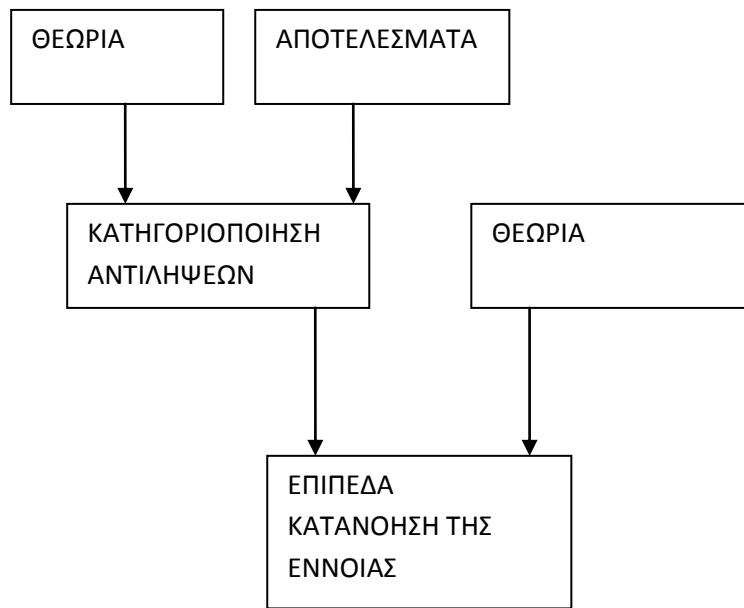 ΘΕΩΡΙΑ
ΑΠΟΤΕΛΕΣΜΑΤΑ
ΚΑΤΗΓΟΡΙΟΠΟΙΗΣΗ
ΑΝΤΙΛΗΨΕΩΝ
ΘΕΩΡΙΑ
ΕΠΙΠΕΔΑ
ΚΑΤΑΝΟΗΣΗ ΤΗΣ
ΕΝΝΟΙΑΣ